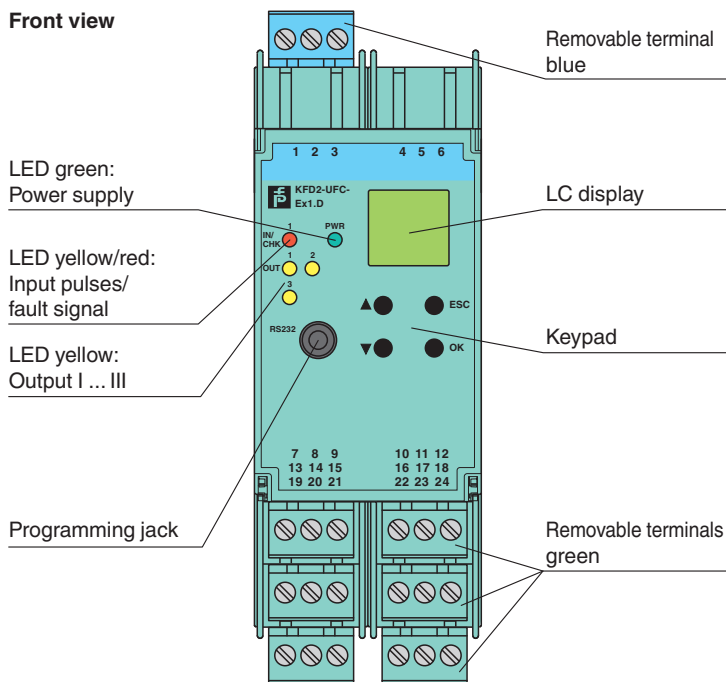 Front view
Removable terminal
blue
1 2 3 4 5 6
KFD2-UFC-
Ex1.D
LED green:
Power supply
LC display
1
IN/
CHK
PWR
LED yellow/red:
Input pulses/
fault signal
1 2
OUT
3
ESC
RS232
Keypad
OK
LED yellow:
Output I ... III
7 8 9 10 11 12
13 14 15 16 17 18
19 20 21 22 23 24
Programming jack
Removable terminals
green